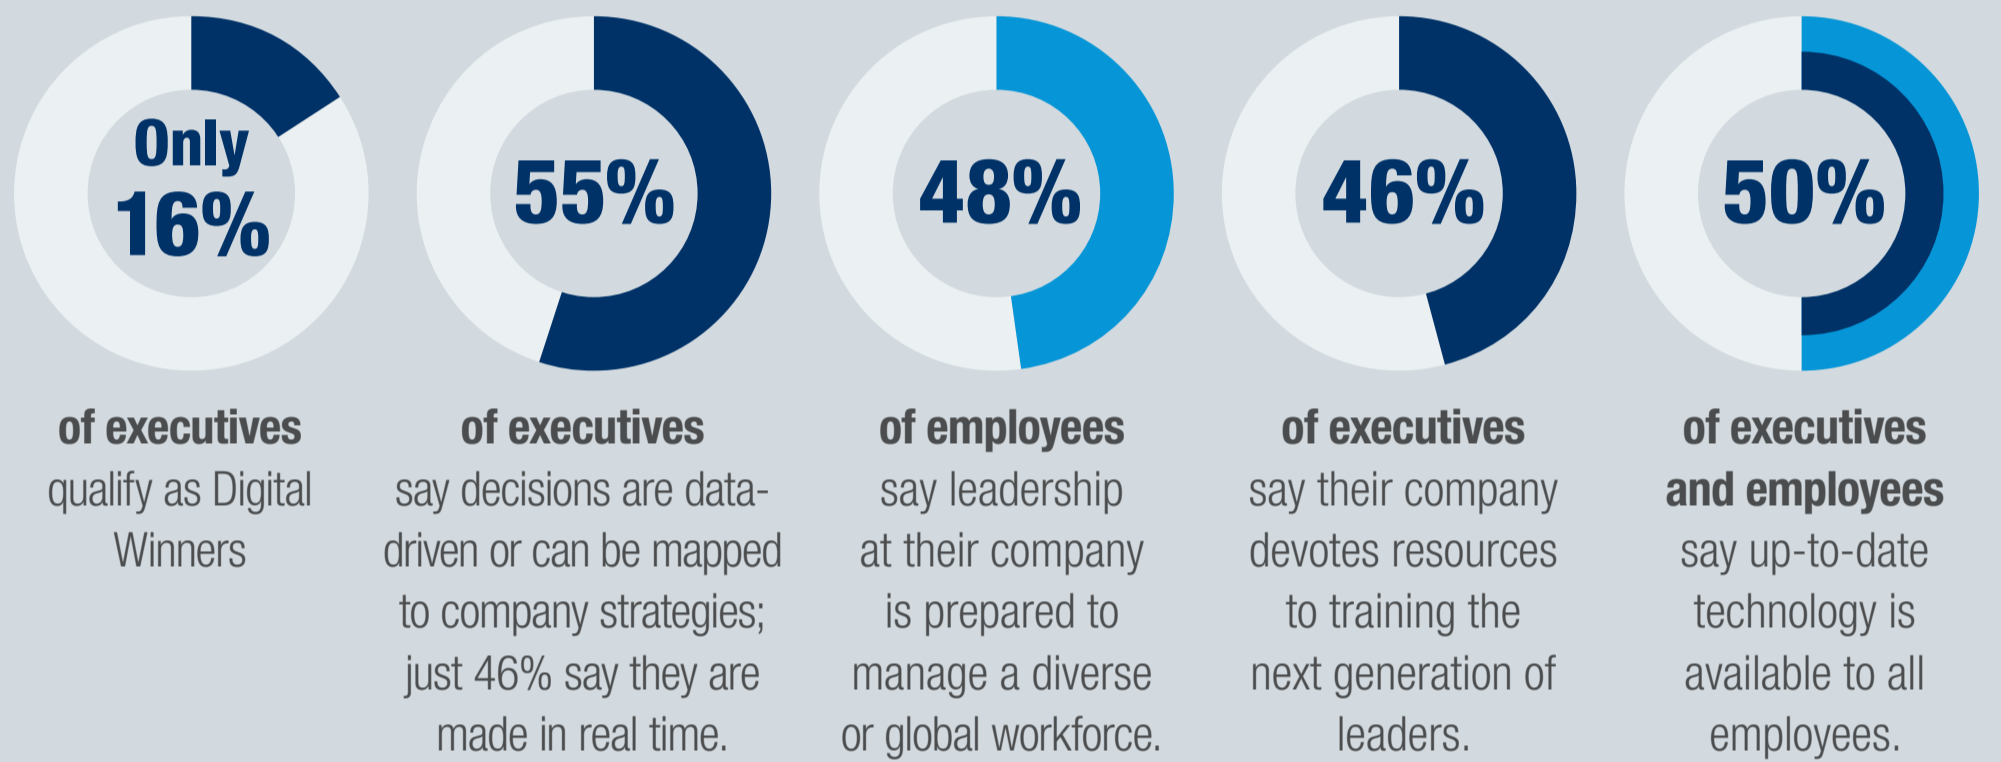 Only
16%
of executives
qualify as Digital
Winners
55%
of executives
say decisions are data-
driven or can be mapped
to company strategies;
just 46% say they are
made in real time.
48%
of employees
say leadership
at their company
is prepared to
manage a diverse
or global workforce.
46%
of executives
say their company
devotes resources
to training the
next generation of
leaders.
50%
of executives
and employees
say up-to-date
technology is
available to all
employees.